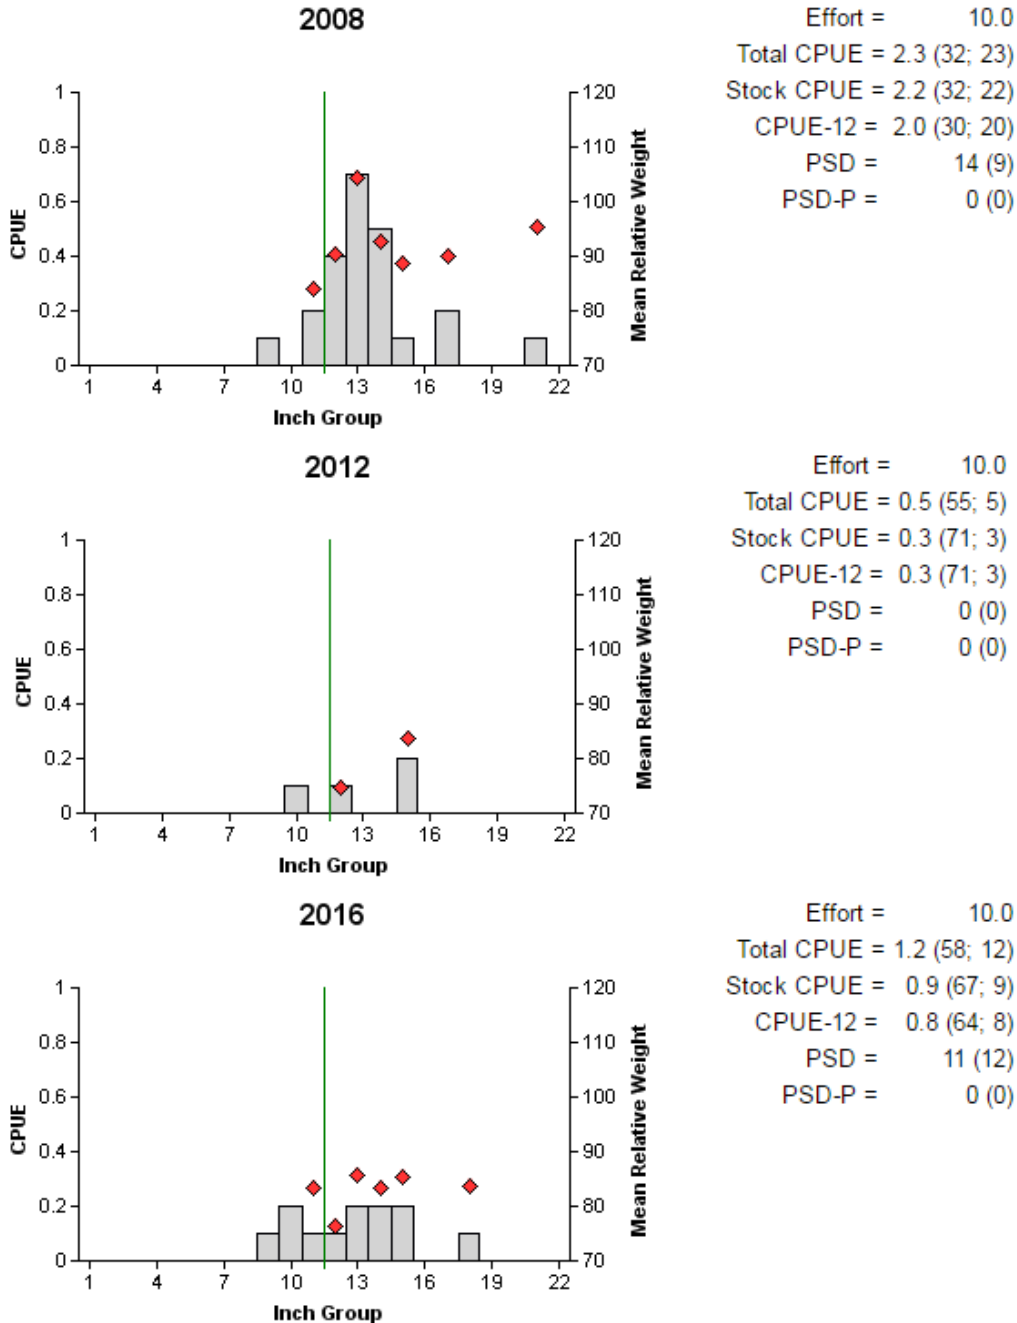 2008
Effort = 10.0
Total CPUE = 2.3 (32; 23)
Stock CPUE = 2.2 (32; 22)
CPUE-12 = 2.0 (30; 20)
PSD = 14 (9)
PSD-P = 0 (0)
1 120
0.8 110
0.6 100
0.4 90
0.2 80
0 70
CPUE
Mean Relative Weight
1 4 7 10 13 16 19 22
Inch Group
2012
Effort = 10.0
Total CPUE = 0.5 (55; 5)
Stock CPUE = 0.3 (71; 3)
CPUE-12 = 0.3 (71; 3)
PSD = 0 (0)
PSD-P = 0 (0)
1 120
0.8 110
0.6 100
0.4 90
0.2 80
0 70
CPUE
Mean Relative Weight
1 4 7 10 13 16 19 22
Inch Group
2016
Effort = 10.0
Total CPUE = 1.2 (58; 12)
Stock CPUE = 0.9 (67; 9)
CPUE-12 = 0.8 (64; 8)
PSD = 11 (12)
PSD-P = 0 (0)
1 120
0.8 110
0.6 100
0.4 90
0.2 80
0 70
CPUE
Mean Relative Weight
1 4 7 10 13 16 19 22
Inch Group